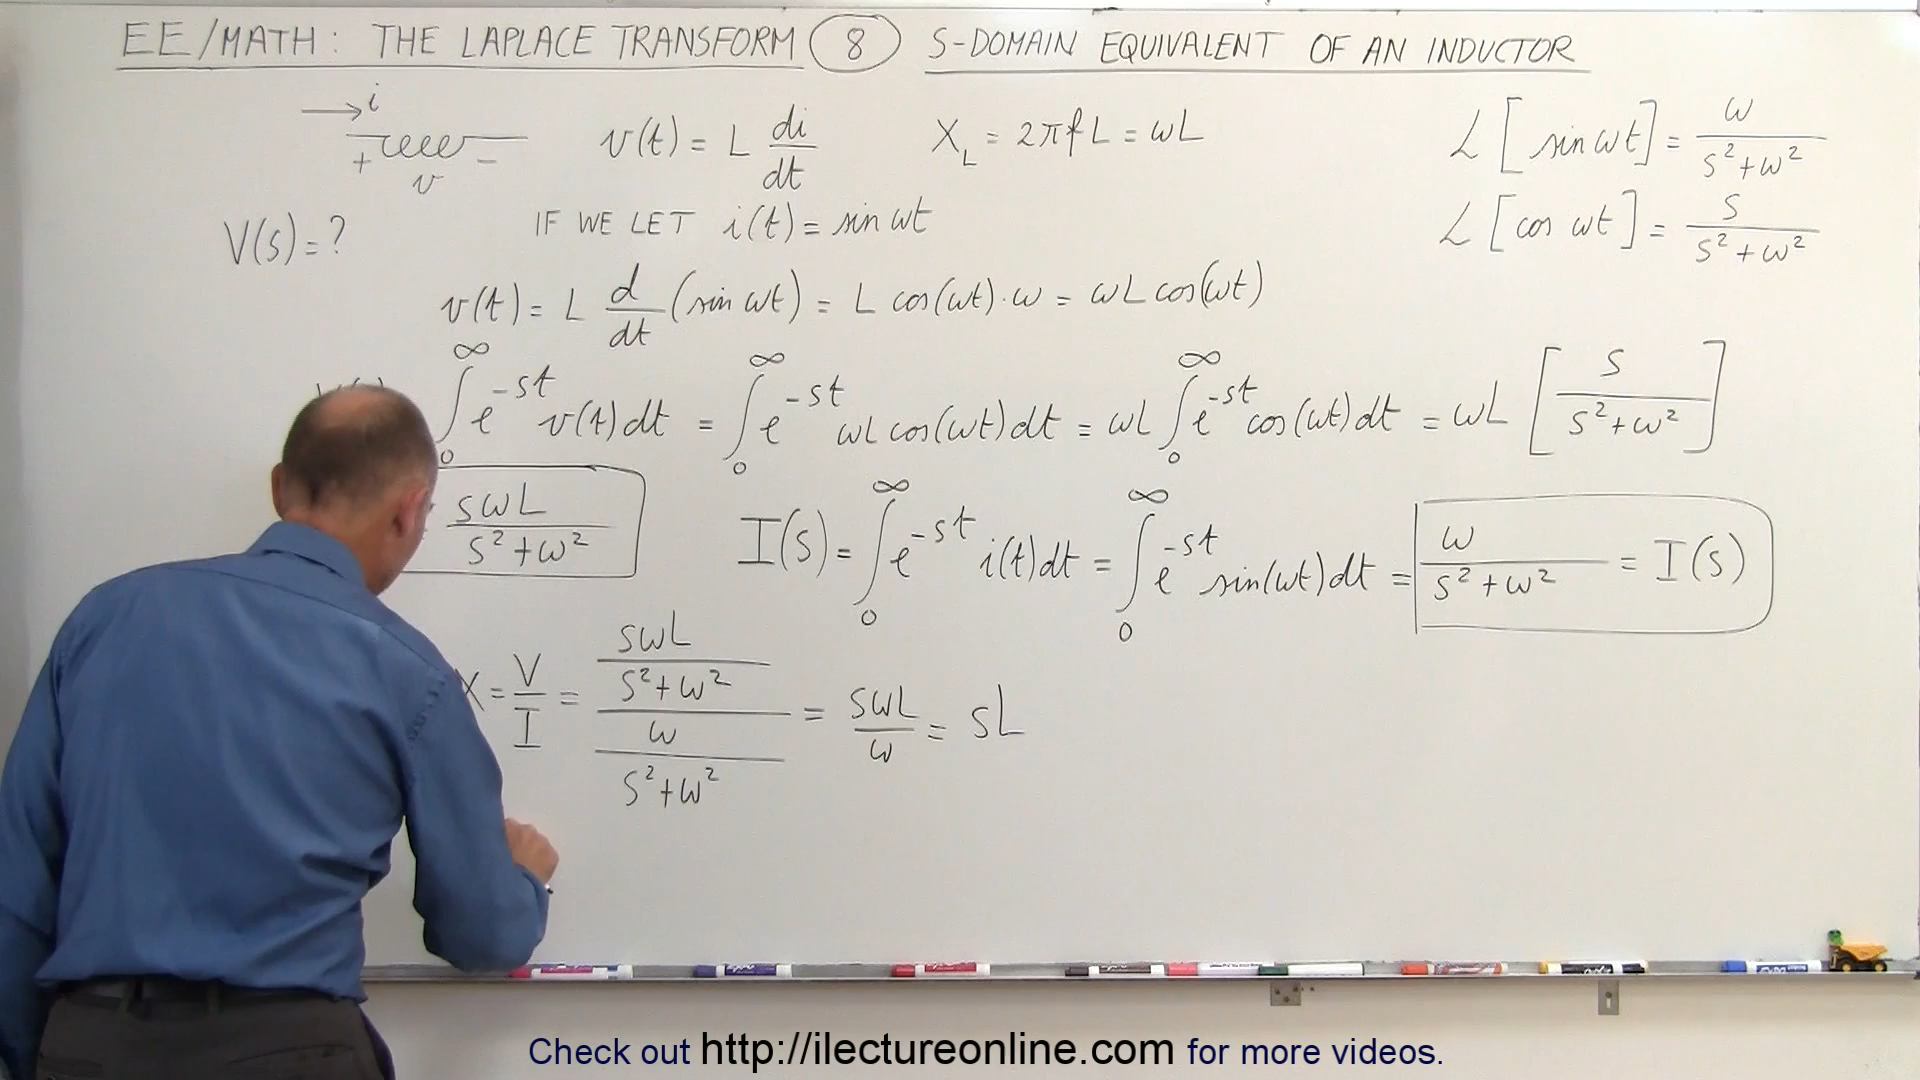 EE/MATH: THE LAPLACE TRANSFORM 8 S-DOMAIN EQUIVALENT OF AN INDUCTOR
→ i
+ − v
v(t) = L di/dt
X_L = 2πfL = ωL
L[sin ωt] = ω/(s²+ω²)
V(s) = ?
IF WE LET i(t) = sin ωt
L[cos ωt] = s/(s²+ω²)
v(t) = L d/dt (sin ωt) = L cos(ωt)·ω = ωL cos(ωt)
∫₀^∞ e^{-st} v(t)dt = ∫₀^∞ e^{-st} ωL cos(ωt)dt = ωL ∫₀^∞ e^{-st} cos(ωt)dt = ωL [s/(s²+ω²)]
sωL/(s²+ω²)
I(s) = ∫₀^∞ e^{-st} i(t)dt = ∫₀^∞ e^{-st} sin(ωt)dt = ω/(s²+ω²) = I(s)
X = V/I = (sωL/(s²+ω²))/(ω/(s²+ω²)) = sωL/ω = sL
Check out http://ilectureonline.com for more videos.